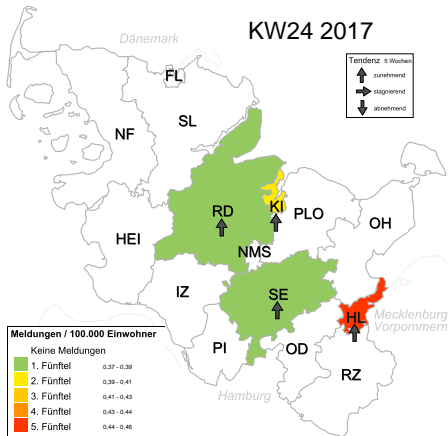 KW24 2017
Dänemark
Tendenz 5 Wochen
zunehmend
stagnierend
abnehmend
FL
SL
NF
RD
KI
PLO
OH
HEI
NMS
IZ
SE
HL
Mecklenburg
Vorpommern
PI
OD
RZ
Hamburg
Meldungen / 100.000 Einwohner
Keine Meldungen
1. Fünftel 0,37 - 0,39
2. Fünftel 0,39 - 0,41
3. Fünftel 0,41 - 0,43
4. Fünftel 0,43 - 0,44
5. Fünftel 0,44 - 0,46